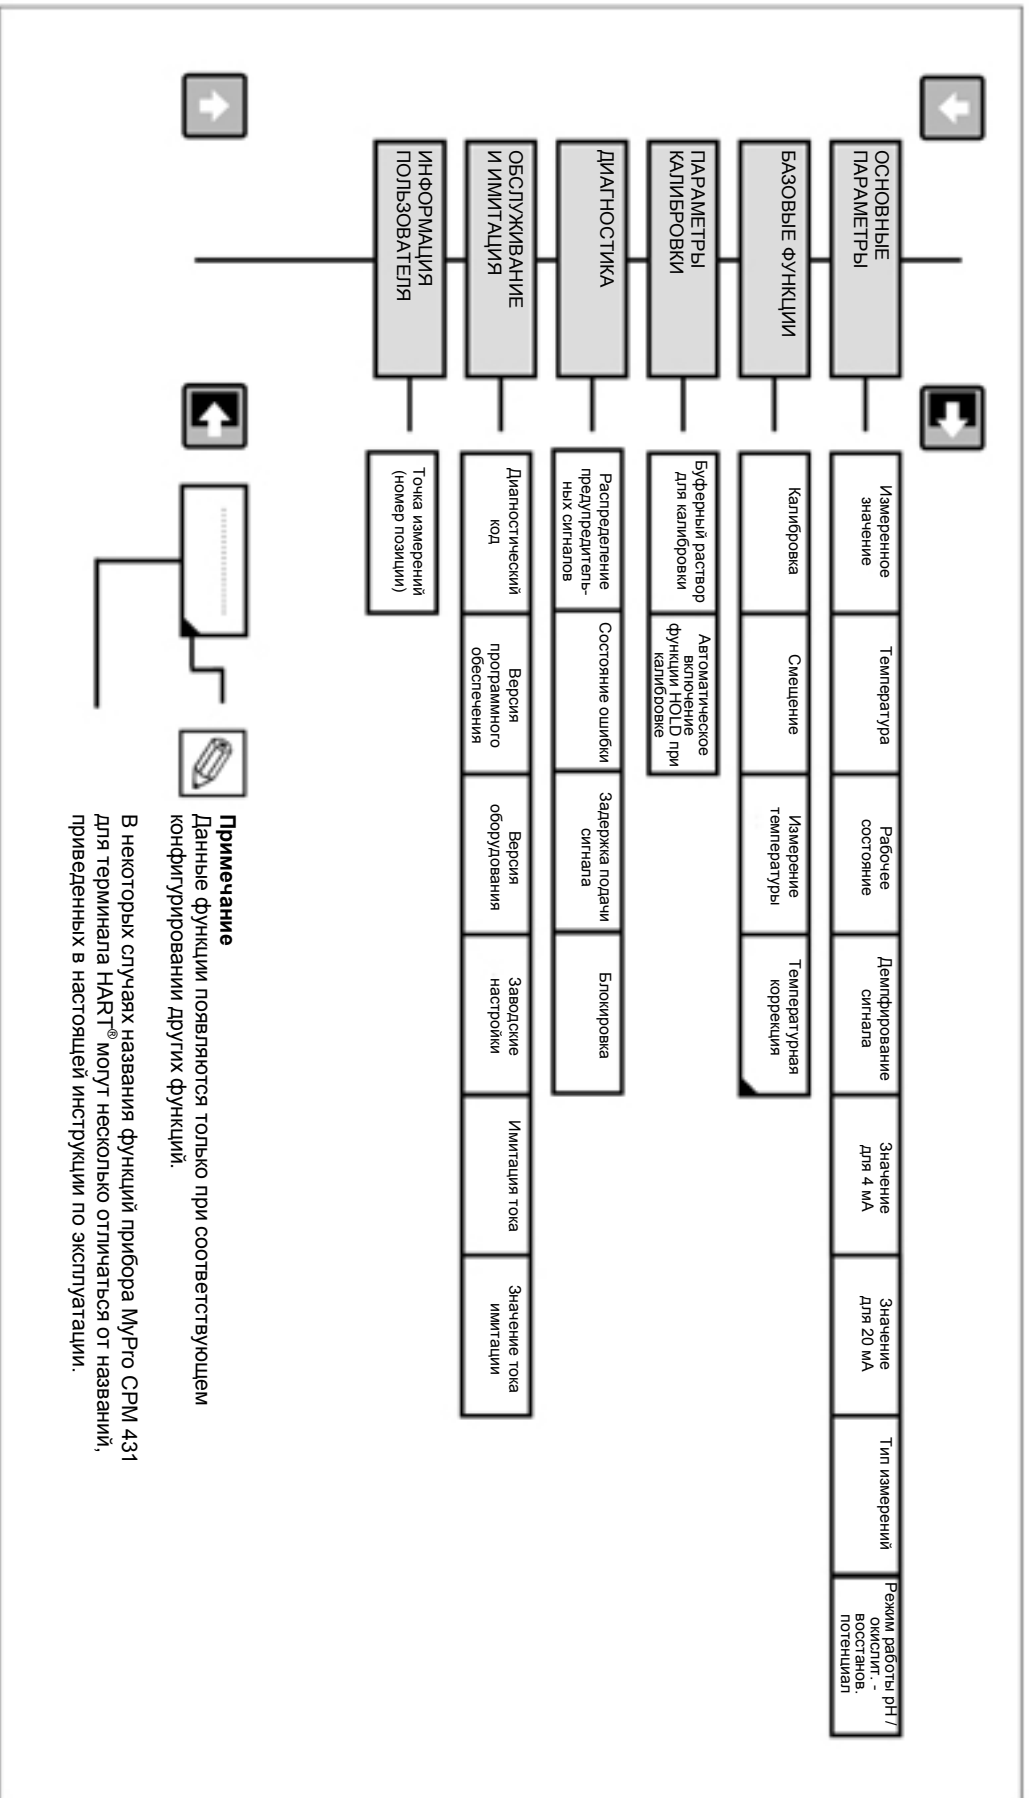 ОСНОВНЫЕ
ПАРАМЕТРЫ
Измеренное
значение
Температура
Рабочее
состояние
Демпфирование
сигнала
Значение
для 4 мА
Значение
для 20 мА
Тип измерений
Режим работы pH /
окислит. -
восстанов.
потенциал
БАЗОВЫЕ ФУНКЦИИ
Калибровка
Смещение
Измерение
температуры
Температурная
коррекция
ПАРАМЕТРЫ
КАЛИБРОВКИ
Буферный раствор
для калибровки
Автоматическое
включение
функции HOLD при
калибровке
ДИАГНОСТИКА
Распределение
предупредитель-
ных сигналов
Состояние ошибки
Задержка подачи
сигнала
Блокировка
ОБСЛУЖИВАНИЕ
И ИМИТАЦИЯ
Диагностический
код
Версия
программного
обеспечения
Версия
оборудования
Заводские
настройки
Имитация тока
Значение тока
имитации
ИНФОРМАЦИЯ
ПОЛЬЗОВАТЕЛЯ
Точка измерений
(номер позиции)
Примечание
Данные функции появляются только при соответствующем
конфигурировании других функций.
В некоторых случаях названия функций прибора MyPro CPM 431
для терминала HART® могут несколько отличаться от названий,
приведенных в настоящей инструкции по эксплуатации.